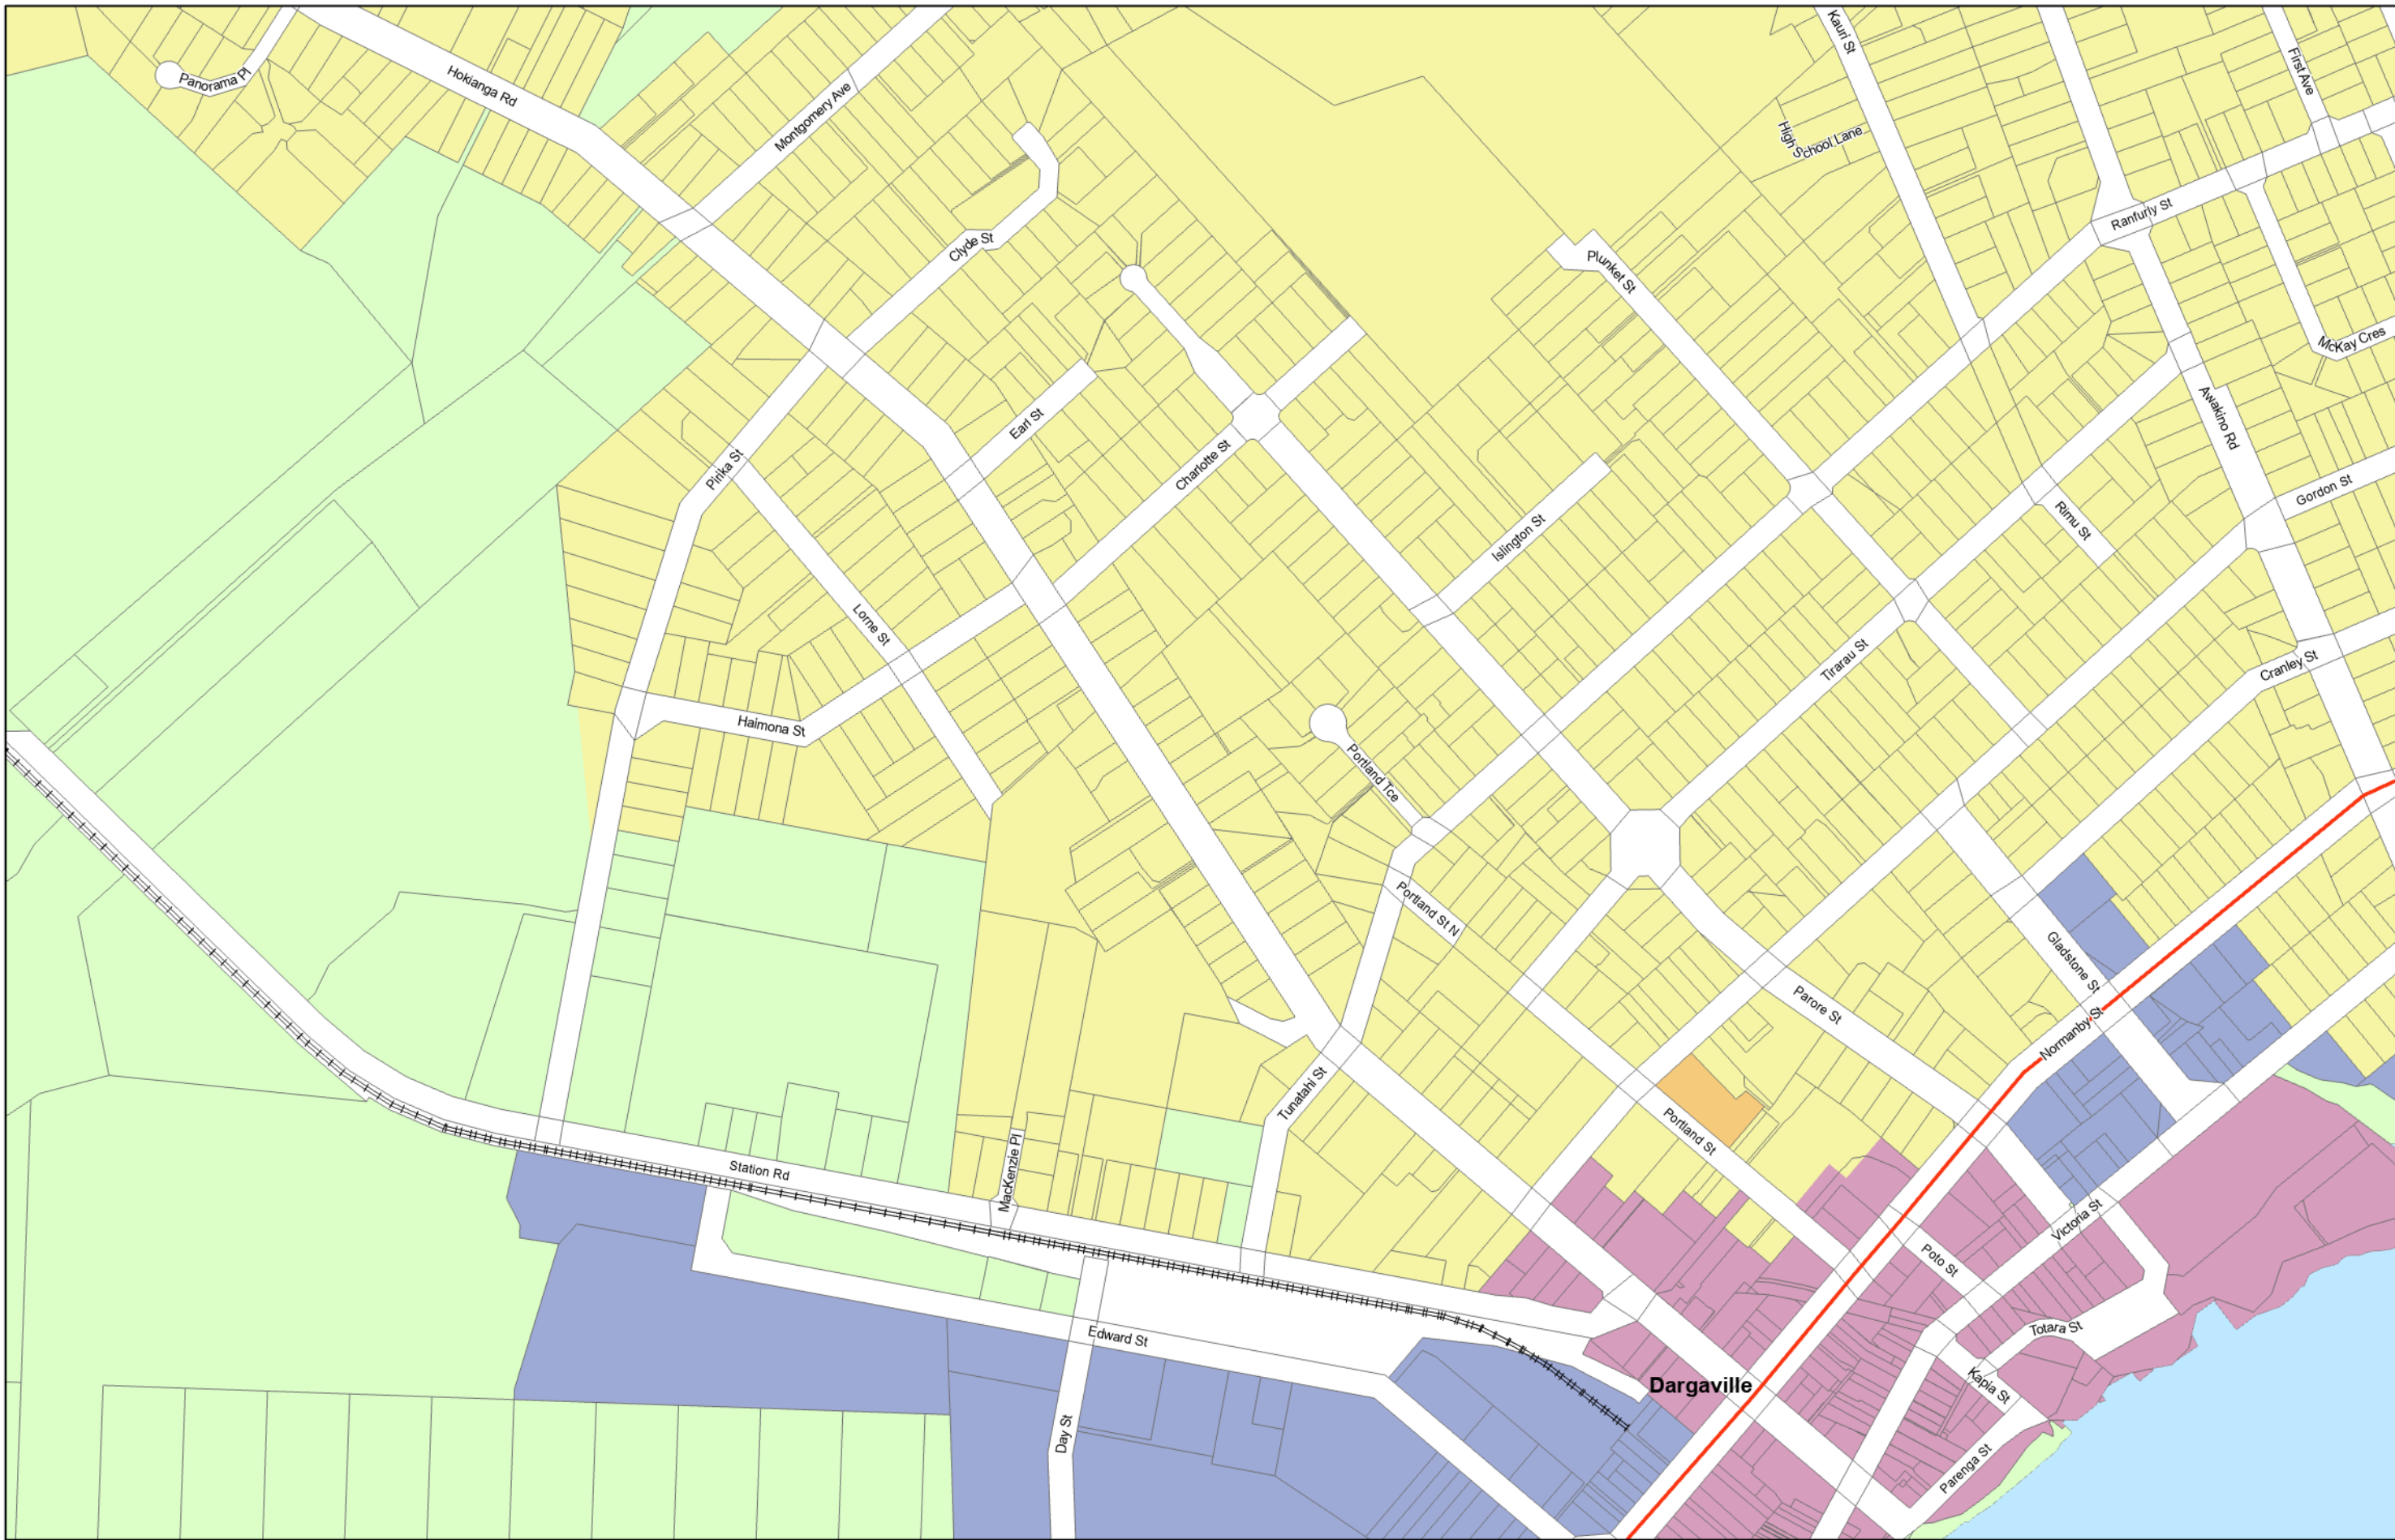 Kauri St
First Ave
Panorama Pl
Hokianga Rd
Montgomery Ave
High School Lane
Ranfurly St
Clyde St
Plunket St
McKay Cres
Awakino Rd
Earl St
Charlotte St
Pirika St
Gordon St
Rimu St
Islington St
Lorne St
Tirarau St
Cranley St
Haimona St
Portland Tce
Portland St N
Gladstone St
Parore St
Normanby St
Tunatahi St
Portland St
Station Rd
MacKenzie Pl
Victoria St
Poto St
Edward St
Totara St
Dargaville
Kapia St
Day St
Parenga St